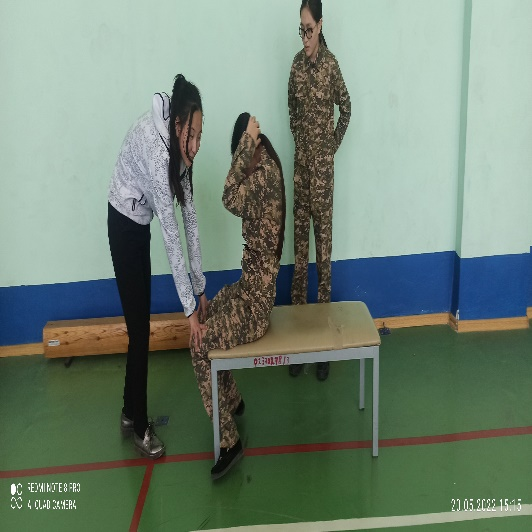 REDMI NOTE 8 PRO
AI QUAD CAMERA
20.05.2022 15:15